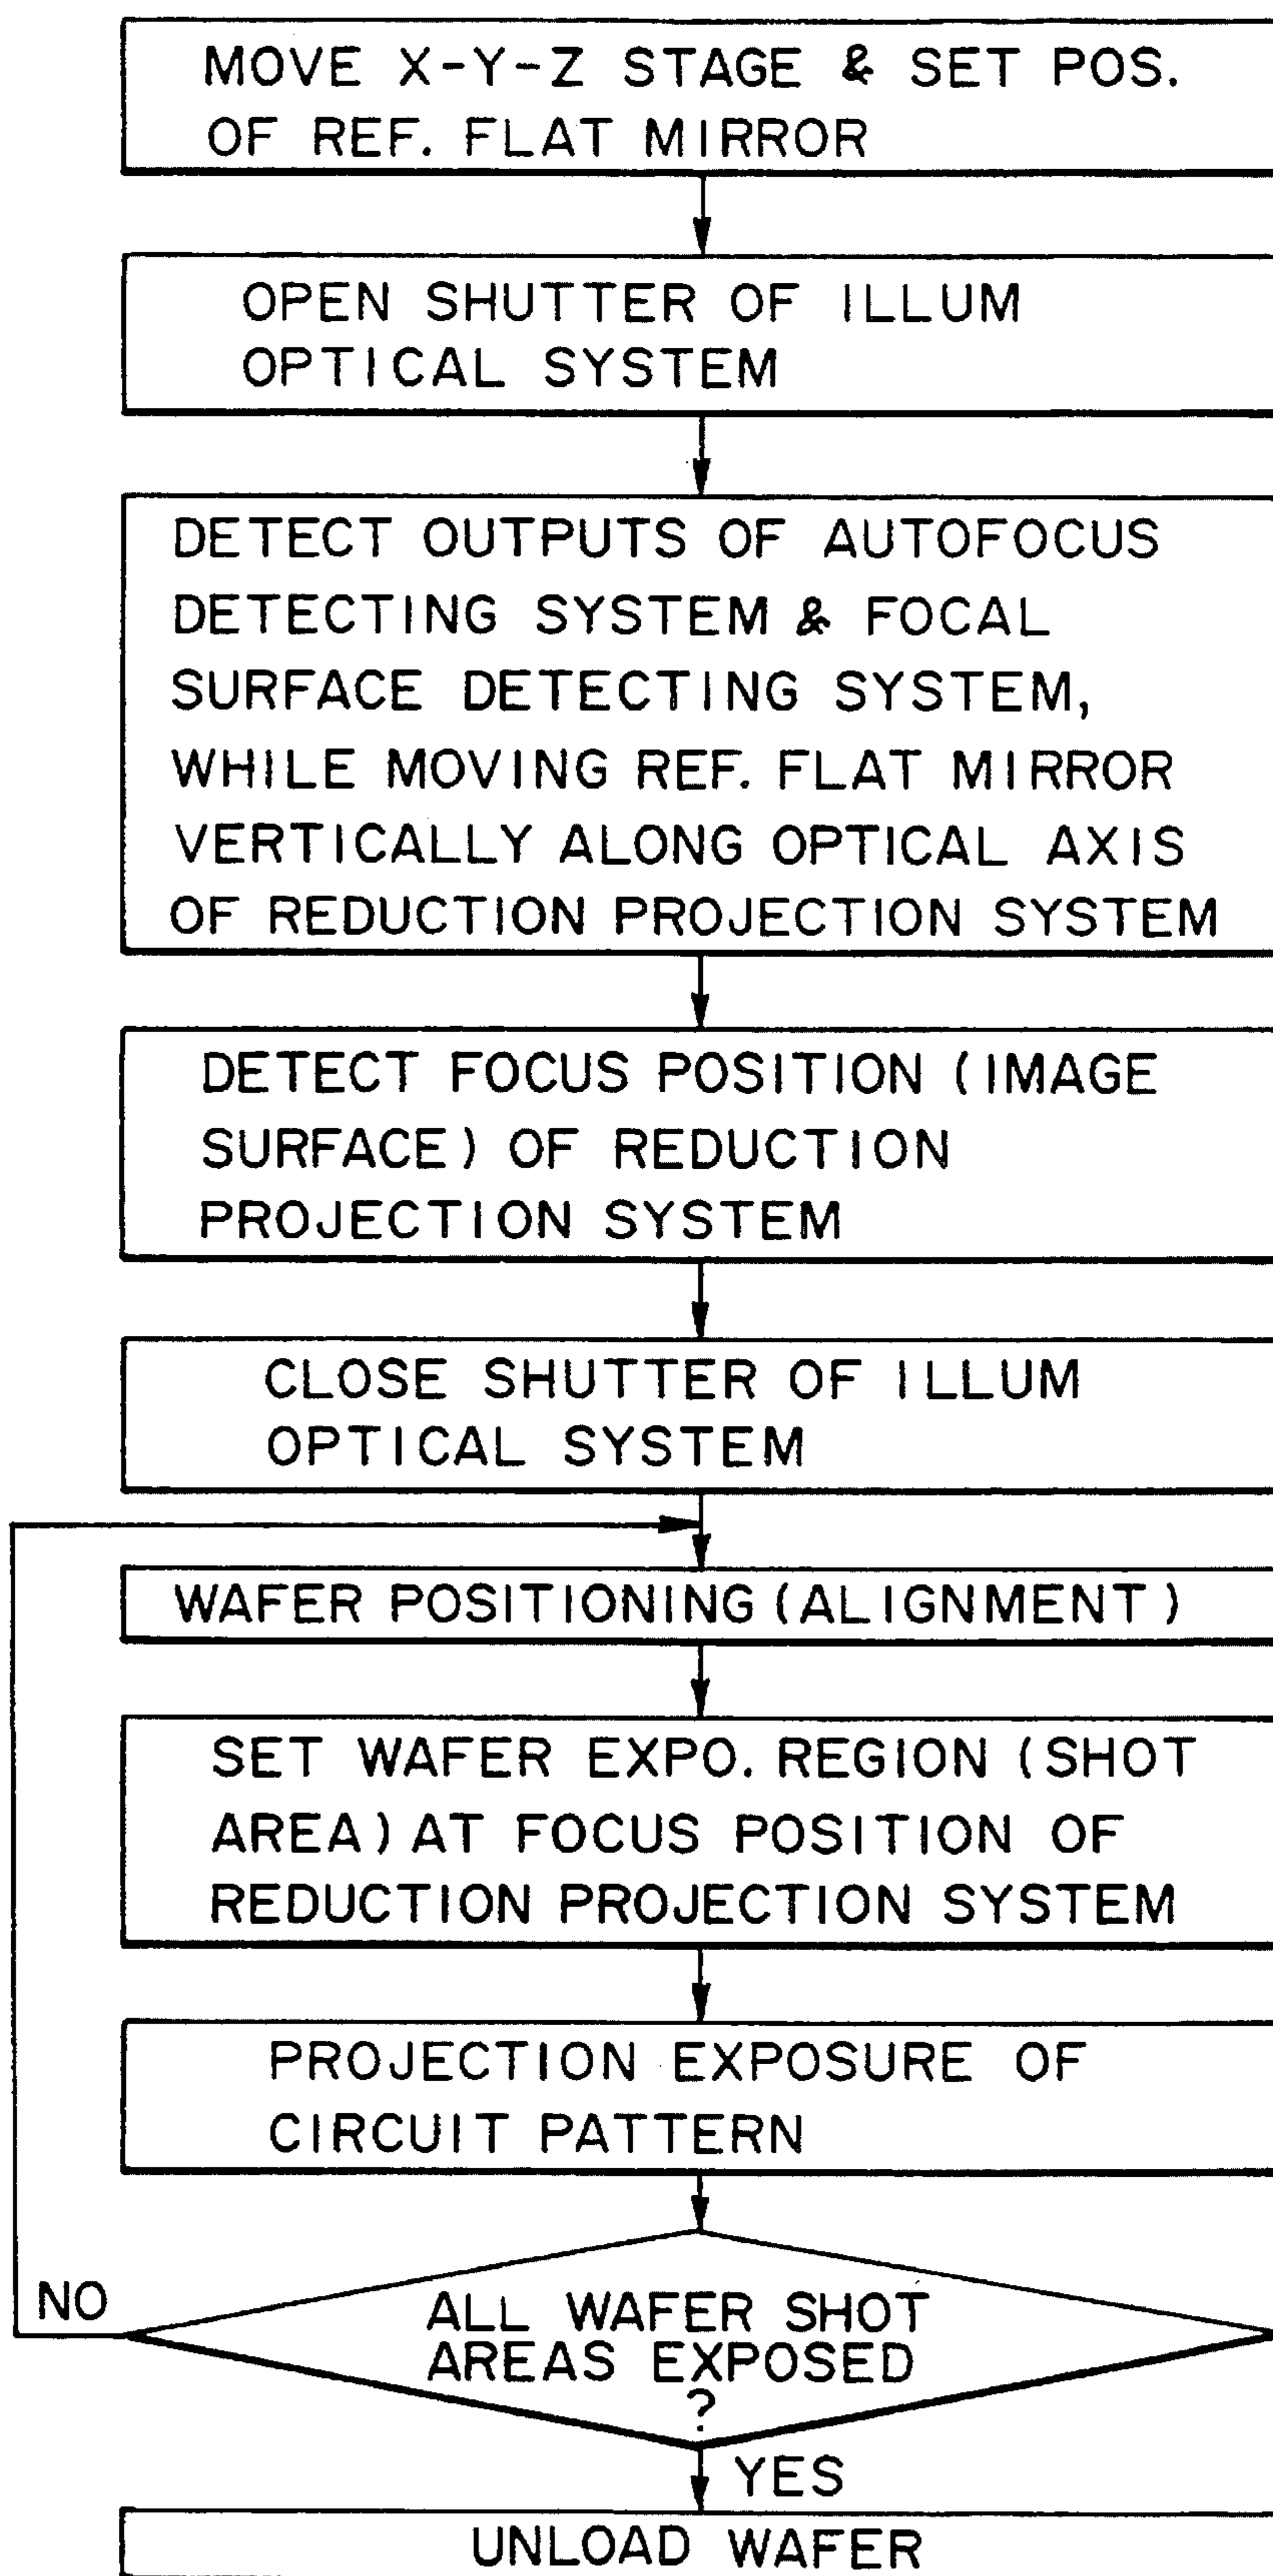 MOVE X-Y-Z STAGE & SET POS.
OF REF. FLAT MIRROR
OPEN SHUTTER OF ILLUM
OPTICAL SYSTEM
DETECT OUTPUTS OF AUTOFOCUS
DETECTING SYSTEM & FOCAL
SURFACE DETECTING SYSTEM,
WHILE MOVING REF. FLAT MIRROR
VERTICALLY ALONG OPTICAL AXIS
OF REDUCTION PROJECTION SYSTEM
DETECT FOCUS POSITION (IMAGE
SURFACE) OF REDUCTION
PROJECTION SYSTEM
CLOSE SHUTTER OF ILLUM
OPTICAL SYSTEM
WAFER POSITIONING (ALIGNMENT)
SET WAFER EXPO. REGION (SHOT
AREA) AT FOCUS POSITION OF
REDUCTION PROJECTION SYSTEM
PROJECTION EXPOSURE OF
CIRCUIT PATTERN
NO
ALL WAFER SHOT
AREAS EXPOSED
?
YES
UNLOAD WAFER